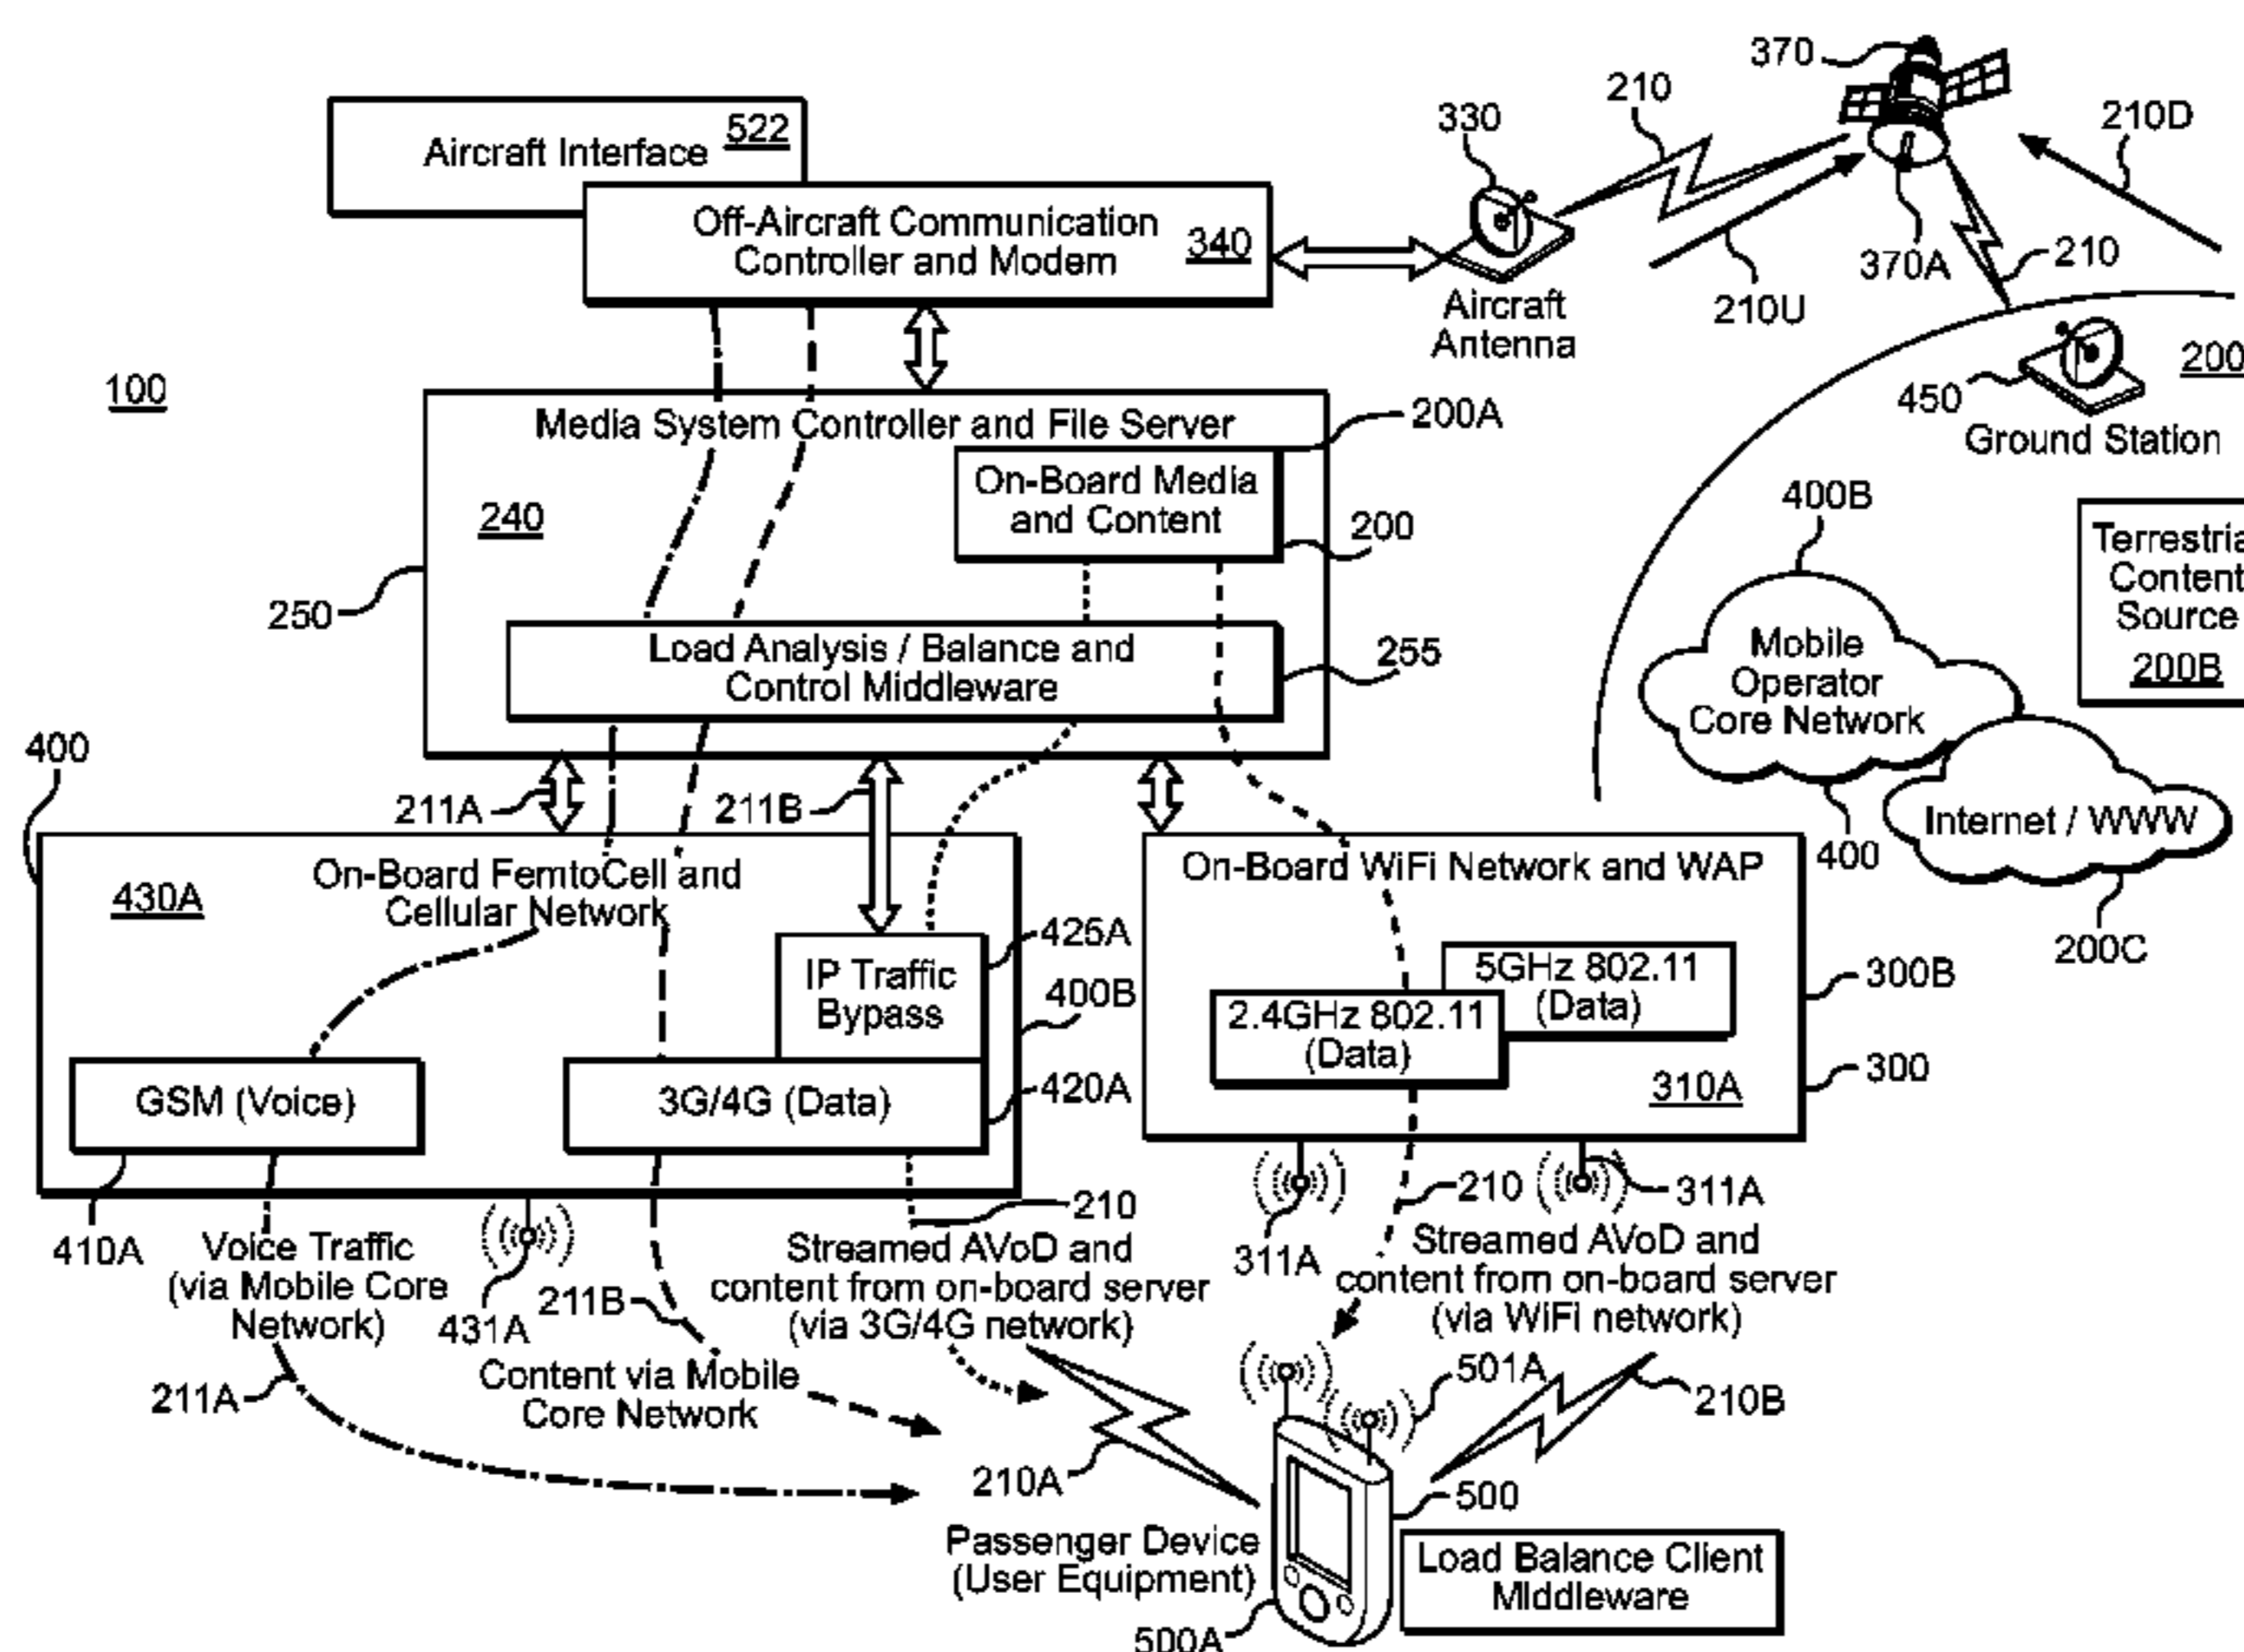 370
210
330
210D
522
Aircraft Interface
Off-Aircraft Communication
Controller and Modem
340
370A
210
210U
Aircraft
Antenna
100
200
450
Ground Station
Media System Controller and File Server
200A
On-Board Media
and Content
240
200
400B
250
Terrestria
Content
Source
200B
Load Analysis / Balance and
Control Middleware
255
Mobile
Operator
Core Network
400
211A
211B
Internet / WWW
400
200C
On-Board FemtoCell and
Cellular Network
430A
On-Board WiFi Network and WAP
425A
IP Traffic
Bypass
400B
5GHz 802.11
(Data)
300B
2.4GHz 802.11
(Data)
GSM (Voice)
3G/4G (Data)
420A
310A
300
410A
Voice Traffic
(via Mobile Core
Network)
431A
211B
210
Streamed AVoD and
content from on-board server
(via 3G/4G network)
311A
210
311A
Streamed AVoD and
content from on-board server
(via WiFi network)
211A
Content via Mobile
Core Network
501A
210B
210A
500
Passenger Device
(User Equipment)
Load Balance Client
Middleware
500A